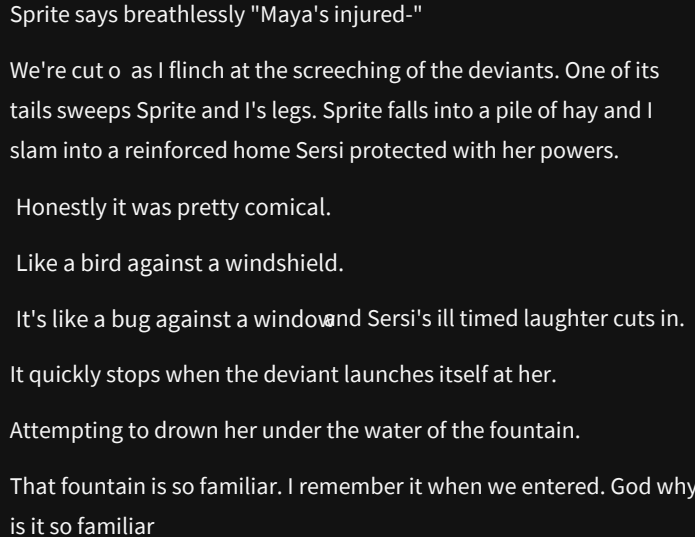 Sprite says breathlessly "Maya's injured-"
We're cut o as I flinch at the screeching of the deviants. One of its
tails sweeps Sprite and I's legs. Sprite falls into a pile of hay and I
slam into a reinforced home Sersi protected with her powers.
Honestly it was pretty comical.
Like a bird against a windshield.
It's like a bug against a window and Sersi's ill timed laughter cuts in.
It quickly stops when the deviant launches itself at her.
Attempting to drown her under the water of the fountain.
That fountain is so familiar. I remember it when we entered. God why
is it so familiar